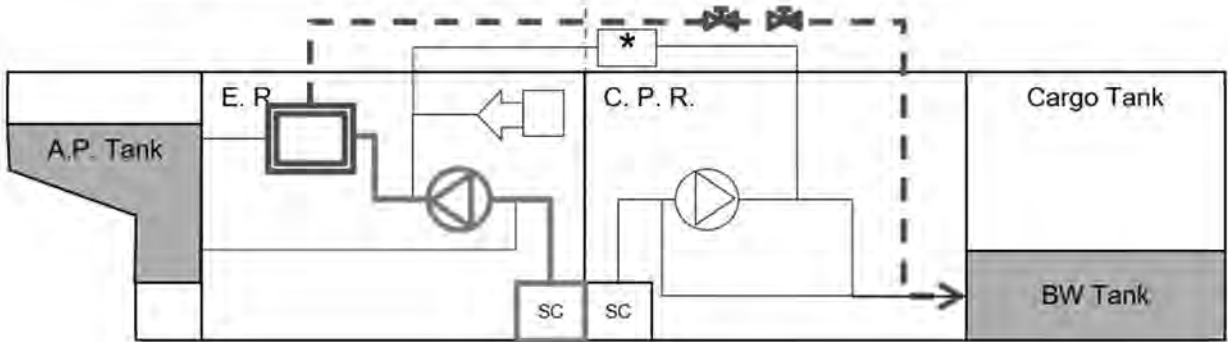 *
E. R.
C. P. R.
Cargo Tank
A.P. Tank
SC
SC
BW Tank